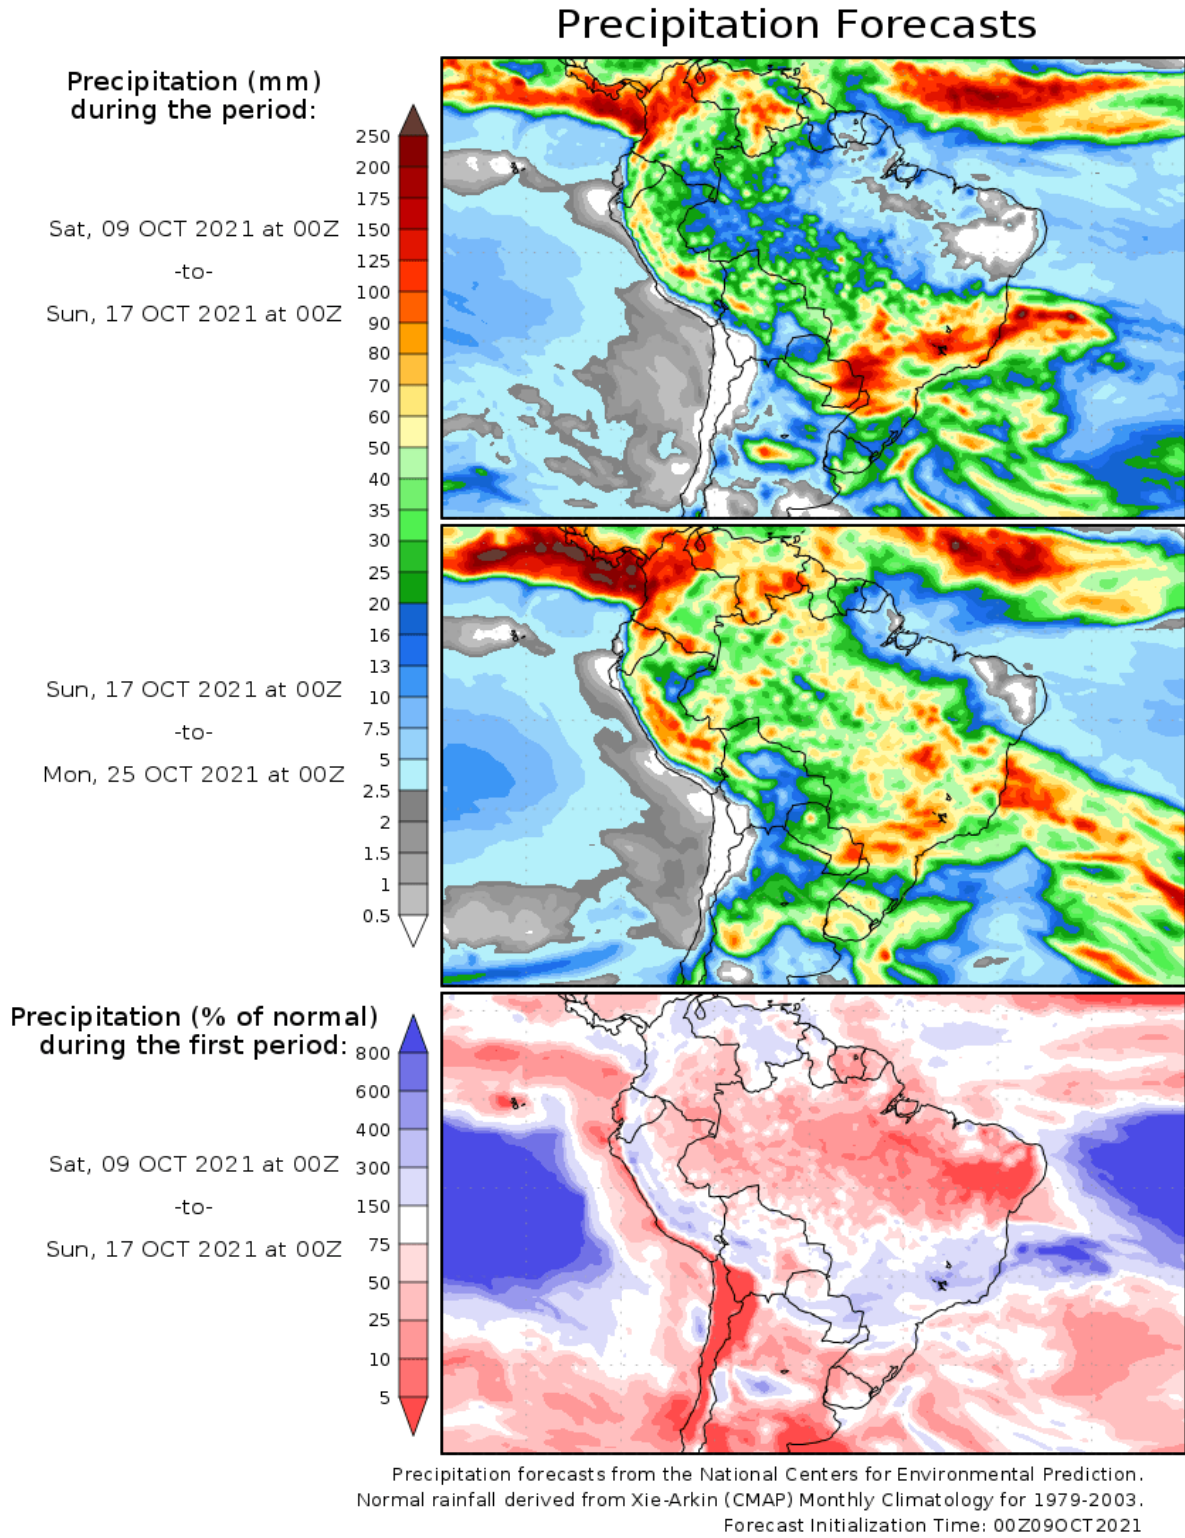 Precipitation Forecasts
Precipitation (mm)
during the period:
250
200
175
150
125
100
90
80
70
60
50
40
35
30
25
20
16
13
10
7.5
5
2.5
2
1.5
1
0.5
Sat, 09 OCT 2021 at 00Z
-to-
Sun, 17 OCT 2021 at 00Z
Sun, 17 OCT 2021 at 00Z
-to-
Mon, 25 OCT 2021 at 00Z
Precipitation (% of normal)
during the first period:
800
600
400
300
150
75
50
25
10
5
Sat, 09 OCT 2021 at 00Z
-to-
Sun, 17 OCT 2021 at 00Z
Precipitation forecasts from the National Centers for Environmental Prediction.
Normal rainfall derived from Xie-Arkin (CMAP) Monthly Climatology for 1979-2003.
Forecast Initialization Time: 00Z09OCT2021